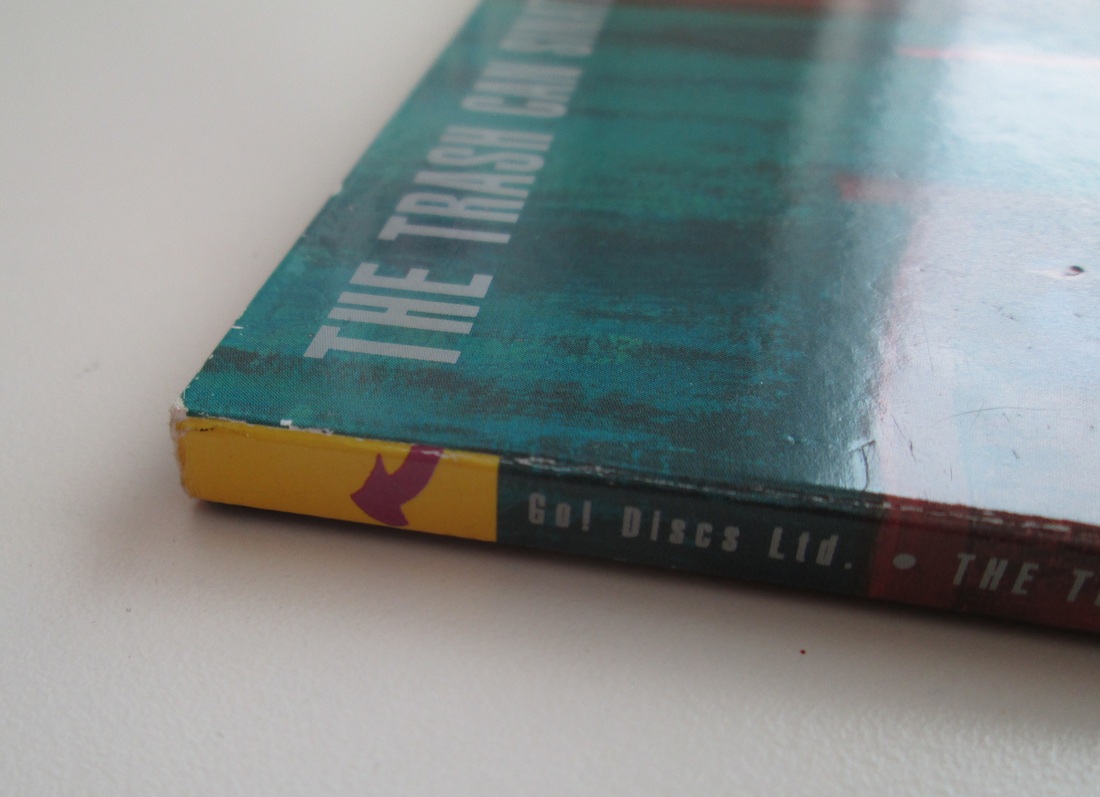 THE TRASH CAN
Go! Discs Ltd. • THE